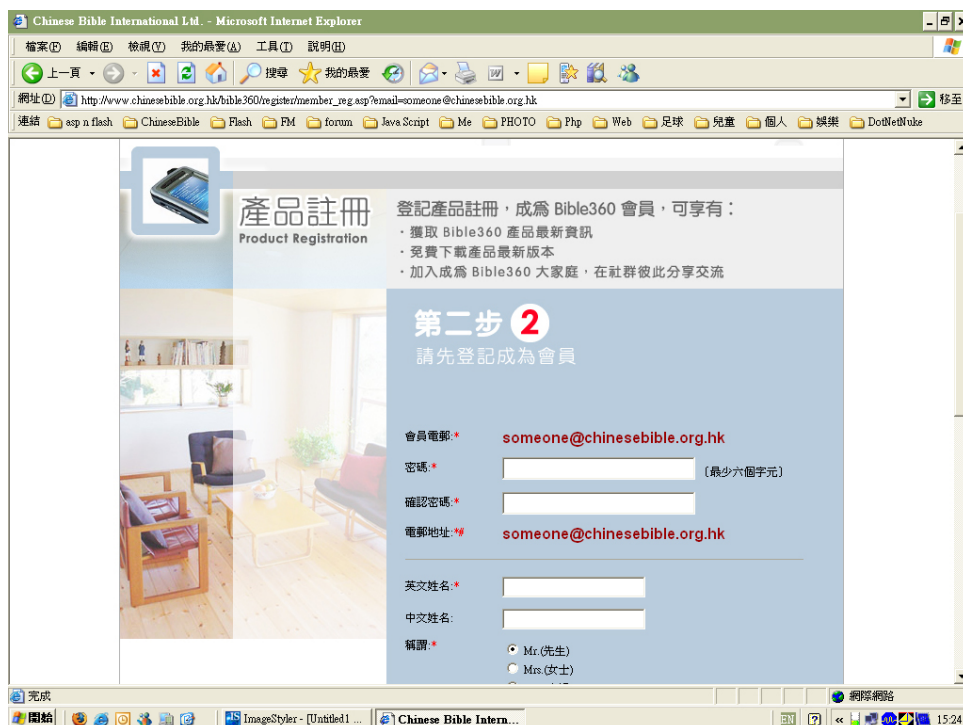 Chinese Bible International Ltd. - Microsoft Internet Explorer
檔案(F) 編輯(E) 檢視(V) 我的最愛(A) 工具(T) 說明(H)
上一頁 搜尋 我的最愛
網址(D) http://www.chinesebible.org.hk/bible360/register/member_reg.asp?email=someone@chinesebible.org.hk 移至
連結 asp n flash ChineseBible Flash FM forum Java Script Me PHOTO Php Web 足球 兒童 個人 娛樂 DotNetNuke
產品註冊
Product Registration
登記產品註冊，成為 Bible360 會員，可享有：
· 獲取 Bible360 產品最新資訊
· 免費下載產品最新版本
· 加入成為 Bible360 大家庭，在社群彼此分享交流
第二步 2
請先登記成為會員
會員電郵:* someone@chinesebible.org.hk
密碼:* 〔最少六個字元〕
確認密碼:*
電郵地址:*# someone@chinesebible.org.hk
英文姓名:*
中文姓名:
稱謂:* Mr.(先生)
Mrs.(女士)
完成 網際網路
開始 ImageStyler - [Untitled1 ... Chinese Bible Intern... EN 15:24